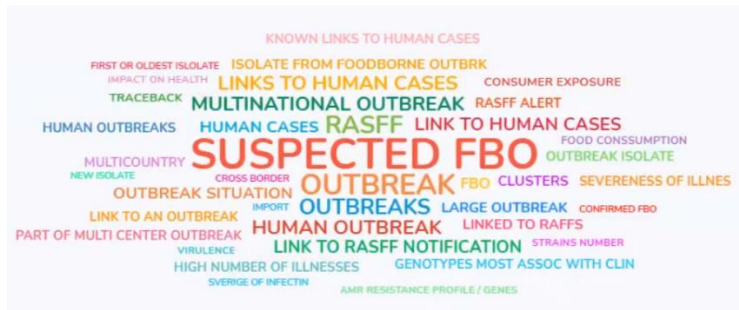 KNOWN LINKS TO HUMAN CASES
FIRST OR OLDEST ISLOLATE ISOLATE FROM FOODBORNE OUTBRK
IMPACT ON HEALTH LINKS TO HUMAN CASES CONSUMER EXPOSURE
TRACEBACK MULTINATIONAL OUTBREAK RASFF ALERT
HUMAN OUTBREAKS HUMAN CASES RASFF LINK TO HUMAN CASES
FOOD CONSSUMPTION
MULTICOUNTRY SUSPECTED FBO OUTBREAK ISOLATE
NEW ISOLATE CROSS BORDER OUTBREAK FBO CLUSTERS SEVERENESS OF ILLNES
OUTBREAK SITUATION
LINK TO AN OUTBREAK IMPORT OUTBREAKS LARGE OUTBREAK CONFIRMED FBO
PART OF MULTI CENTER OUTBREAK HUMAN OUTBREAK LINKED TO RAFFS
VIRULENCE LINK TO RASFF NOTIFICATION STRAINS NUMBER
HIGH NUMBER OF ILLNESSES GENOTYPES MOST ASSOC WITH CLIN
SVERIGE OF INFECTIN
AMR RESISTANCE PROFILE / GENES